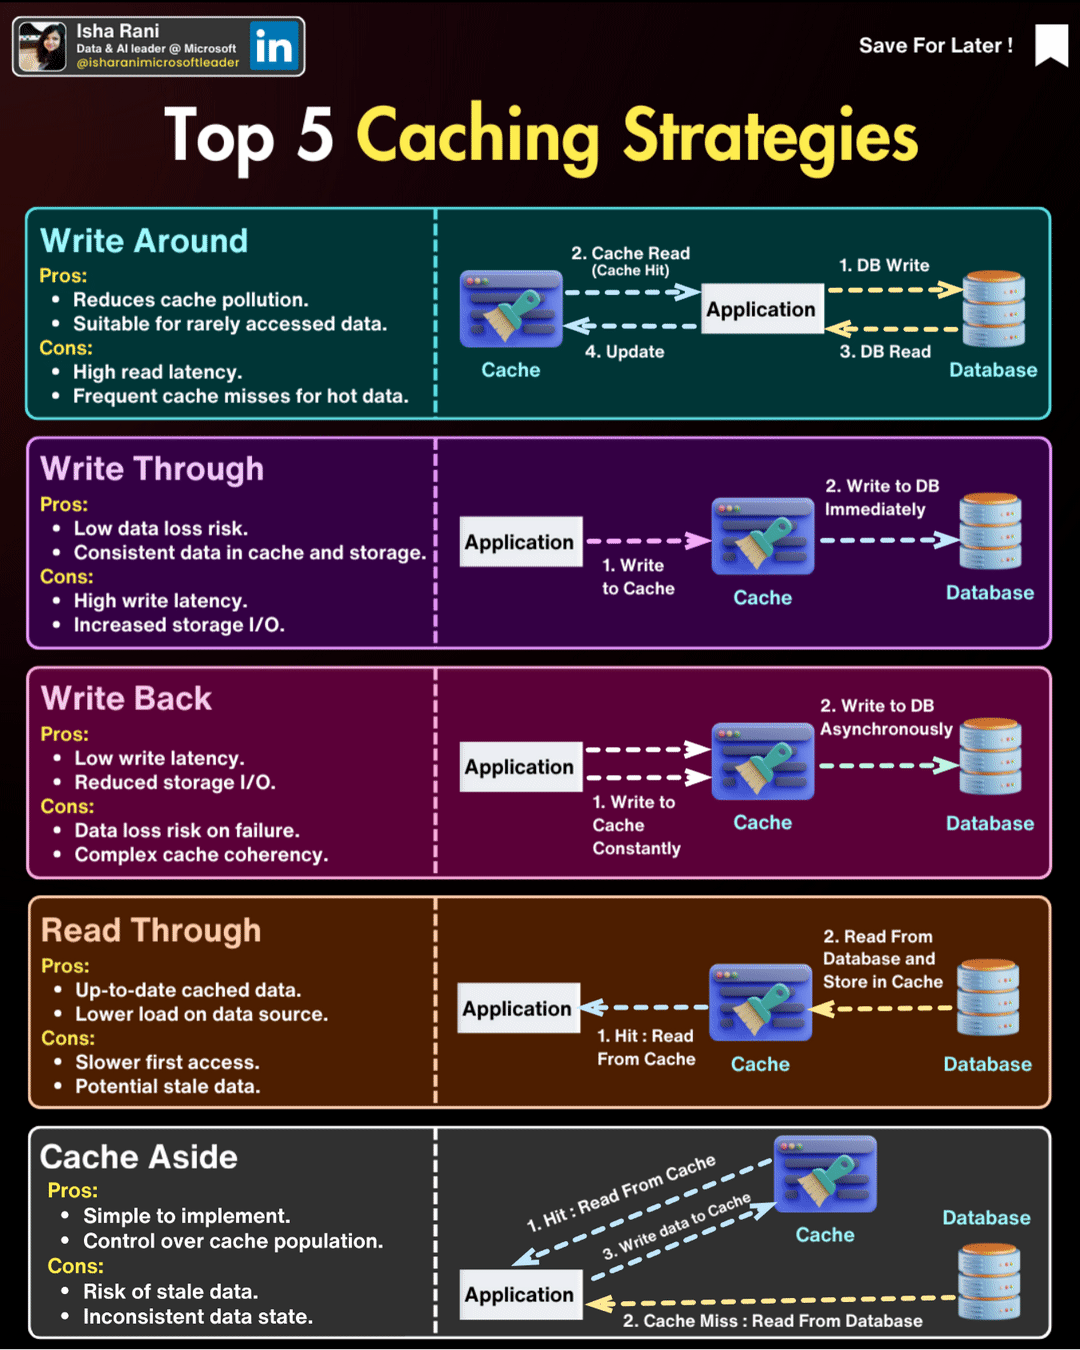 Isha Rani
Data & AI leader @ Microsoft
@isharanimicrosoftleader
in
Save For Later !
Top 5 Caching Strategies
Write Around
Pros:
• Reduces cache pollution.
• Suitable for rarely accessed data.
Cons:
• High read latency.
• Frequent cache misses for hot data.
2. Cache Read
(Cache Hit)
1. DB Write
Application
4. Update
3. DB Read
Cache
Database
Write Through
Pros:
• Low data loss risk.
• Consistent data in cache and storage.
Cons:
• High write latency.
• Increased storage I/O.
2. Write to DB
Immediately
Application
1. Write
to Cache
Cache
Database
Write Back
Pros:
• Low write latency.
• Reduced storage I/O.
Cons:
• Data loss risk on failure.
• Complex cache coherency.
2. Write to DB
Asynchronously
Application
1. Write to
Cache
Constantly
Cache
Database
Read Through
Pros:
• Up-to-date cached data.
• Lower load on data source.
Cons:
• Slower first access.
• Potential stale data.
2. Read From
Database and
Store in Cache
Application
1. Hit : Read
From Cache
Cache
Database
Cache Aside
Pros:
• Simple to implement.
• Control over cache population.
Cons:
• Risk of stale data.
• Inconsistent data state.
1. Hit : Read From Cache
3. Write data to Cache
Cache
Database
Application
2. Cache Miss : Read From Database